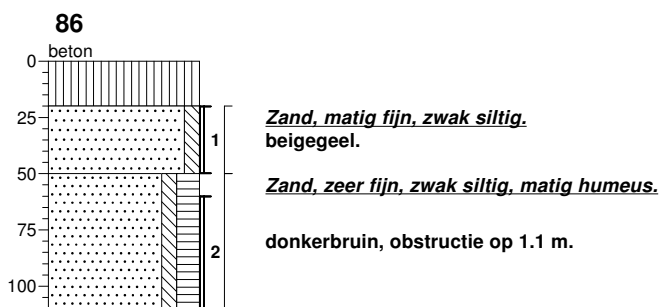 86
beton
0
25
1
Zand, matig fijn, zwak siltig.
beigegeel.
50
Zand, zeer fijn, zwak siltig, matig humeus.
75
2
donkerbruin, obstructie op 1.1 m.
100